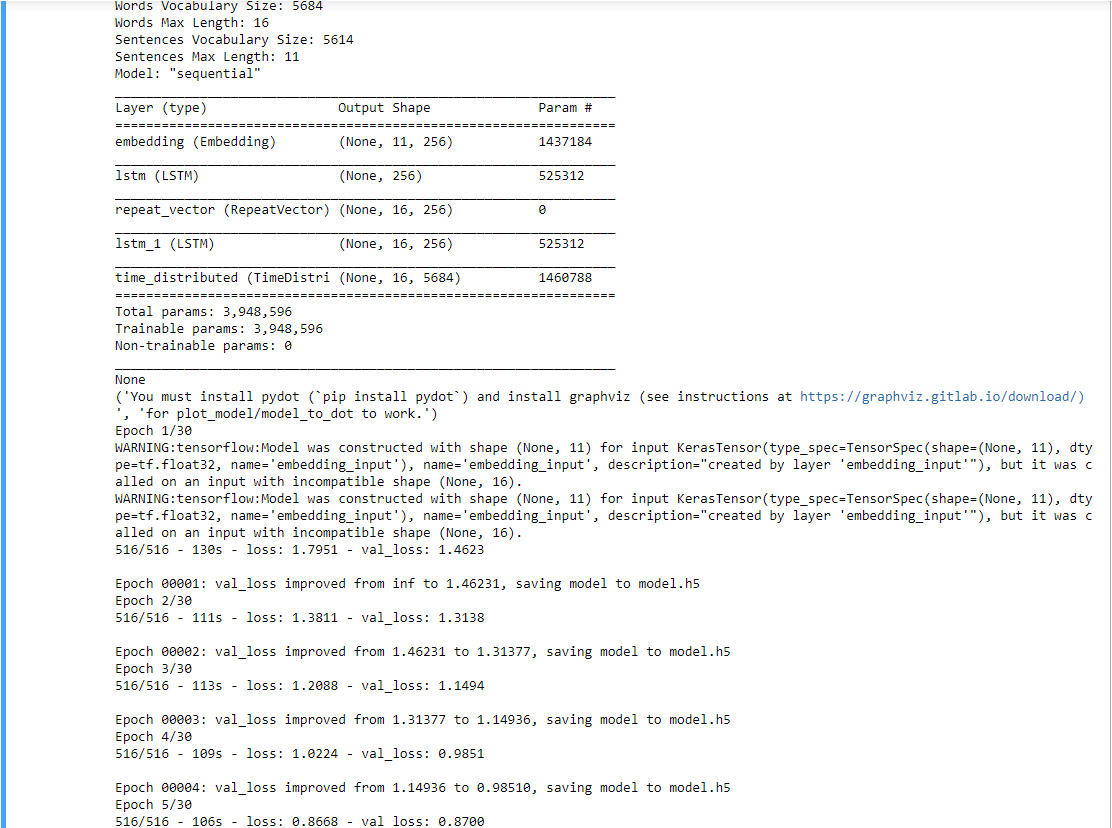 Words Vocabulary Size: 5684
Words Max Length: 16
Sentences Vocabulary Size: 5614
Sentences Max Length: 11
Model: "sequential"
_________________________________________________________________
Layer (type)                 Output Shape              Param #
=================================================================
embedding (Embedding)        (None, 11, 256)           1437184
_________________________________________________________________
lstm (LSTM)                  (None, 256)               525312
_________________________________________________________________
repeat_vector (RepeatVector) (None, 16, 256)           0
_________________________________________________________________
lstm_1 (LSTM)                (None, 16, 256)           525312
_________________________________________________________________
time_distributed (TimeDistri (None, 16, 5684)          1460788
=================================================================
Total params: 3,948,596
Trainable params: 3,948,596
Non-trainable params: 0
_________________________________________________________________
None
('You must install pydot (`pip install pydot`) and install graphviz (see instructions at https://graphviz.gitlab.io/download/)
', 'for plot_model/model_to_dot to work.')
Epoch 1/30
WARNING:tensorflow:Model was constructed with shape (None, 11) for input KerasTensor(type_spec=TensorSpec(shape=(None, 11), dty
pe=tf.float32, name='embedding_input'), name='embedding_input', description="created by layer 'embedding_input'"), but it was c
alled on an input with incompatible shape (None, 16).
WARNING:tensorflow:Model was constructed with shape (None, 11) for input KerasTensor(type_spec=TensorSpec(shape=(None, 11), dty
pe=tf.float32, name='embedding_input'), name='embedding_input', description="created by layer 'embedding_input'"), but it was c
alled on an input with incompatible shape (None, 16).
516/516 - 130s - loss: 1.7951 - val_loss: 1.4623

Epoch 00001: val_loss improved from inf to 1.46231, saving model to model.h5
Epoch 2/30
516/516 - 111s - loss: 1.3811 - val_loss: 1.3138

Epoch 00002: val_loss improved from 1.46231 to 1.31377, saving model to model.h5
Epoch 3/30
516/516 - 113s - loss: 1.2088 - val_loss: 1.1494

Epoch 00003: val_loss improved from 1.31377 to 1.14936, saving model to model.h5
Epoch 4/30
516/516 - 109s - loss: 1.0224 - val_loss: 0.9851

Epoch 00004: val_loss improved from 1.14936 to 0.98510, saving model to model.h5
Epoch 5/30
516/516 - 106s - loss: 0.8668 - val_loss: 0.8700